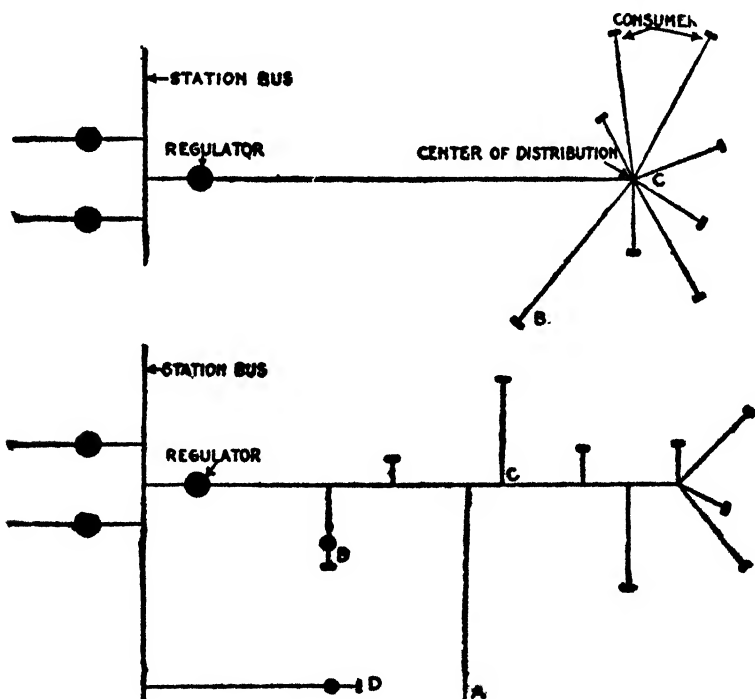 CONSUMER
STATION BUS
REGULATOR
CENTER OF DISTRIBUTION
C
B.
STATION BUS
REGULATOR
C
D
D
A